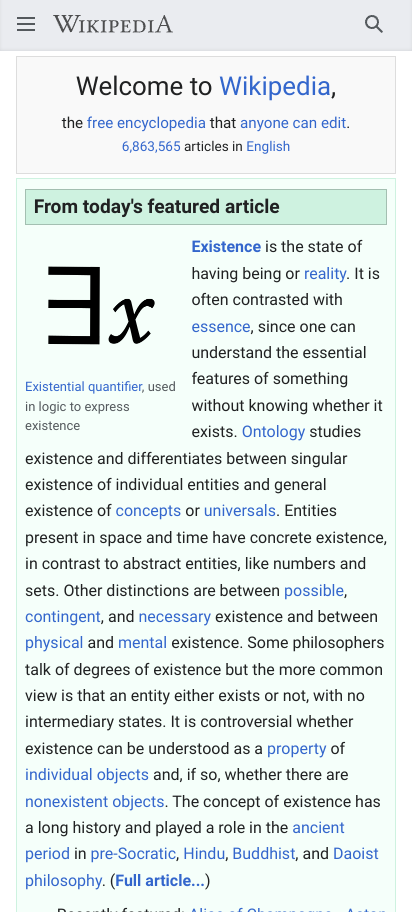 WIKIPEDIA
Welcome to Wikipedia,
the free encyclopedia that anyone can edit.
6,863,565 articles in English
From today's featured article
∃x
Existential quantifier, used
in logic to express
existence
Existence is the state of
having being or reality. It is
often contrasted with
essence, since one can
understand the essential
features of something
without knowing whether it
exists. Ontology studies
existence and differentiates between singular
existence of individual entities and general
existence of concepts or universals. Entities
present in space and time have concrete existence,
in contrast to abstract entities, like numbers and
sets. Other distinctions are between possible,
contingent, and necessary existence and between
physical and mental existence. Some philosophers
talk of degrees of existence but the more common
view is that an entity either exists or not, with no
intermediary states. It is controversial whether
existence can be understood as a property of
individual objects and, if so, whether there are
nonexistent objects. The concept of existence has
a long history and played a role in the ancient
period in pre-Socratic, Hindu, Buddhist, and Daoist
philosophy. (Full article...)
Recently featured: Alice of Champagne